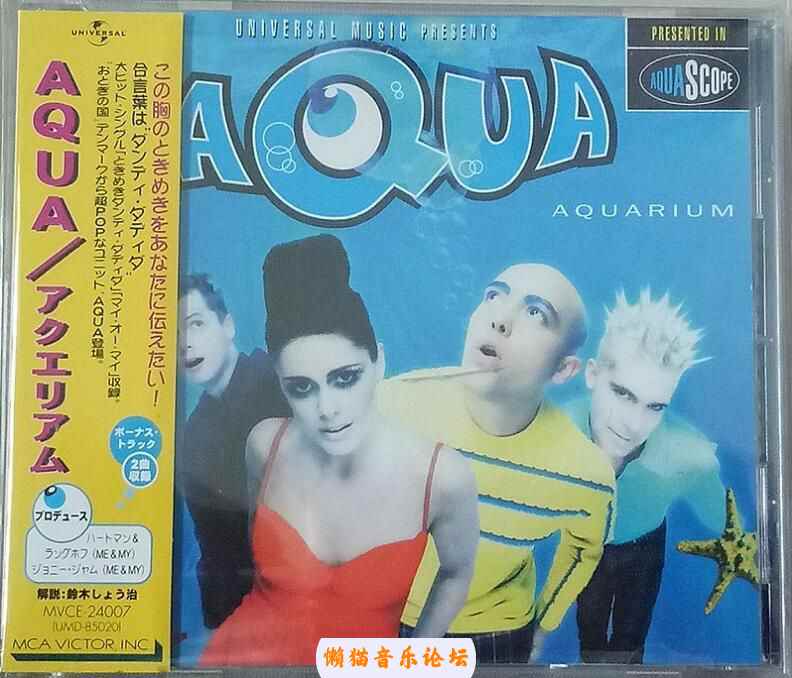 UNIVERSAL
AQUA/アクエリアム
この胸のときめきをあなたに伝えたい!
合言葉は"ダンディ・ダディダ"
大ヒット・シングル「ときめきダンディ・ダディダ」「マイ・オー・マイ」収録。
"おとぎの国"デンマークから超POPなユニット、AQUA登場。
ボーナス・
トラック
2曲
収録
プロデュース
ハートマン&
ラングホフ(ME&MY)
ジョニー・ジャム(ME&MY)
解説:鈴木しょう治
MVCE-24007
[UMD-85020]
MCA VICTOR, INC.
UNIVERSAL MUSIC PRESENTS
AQUA
AQUARIUM
PRESENTED IN
AQUASCOPE
懒猫音乐论坛